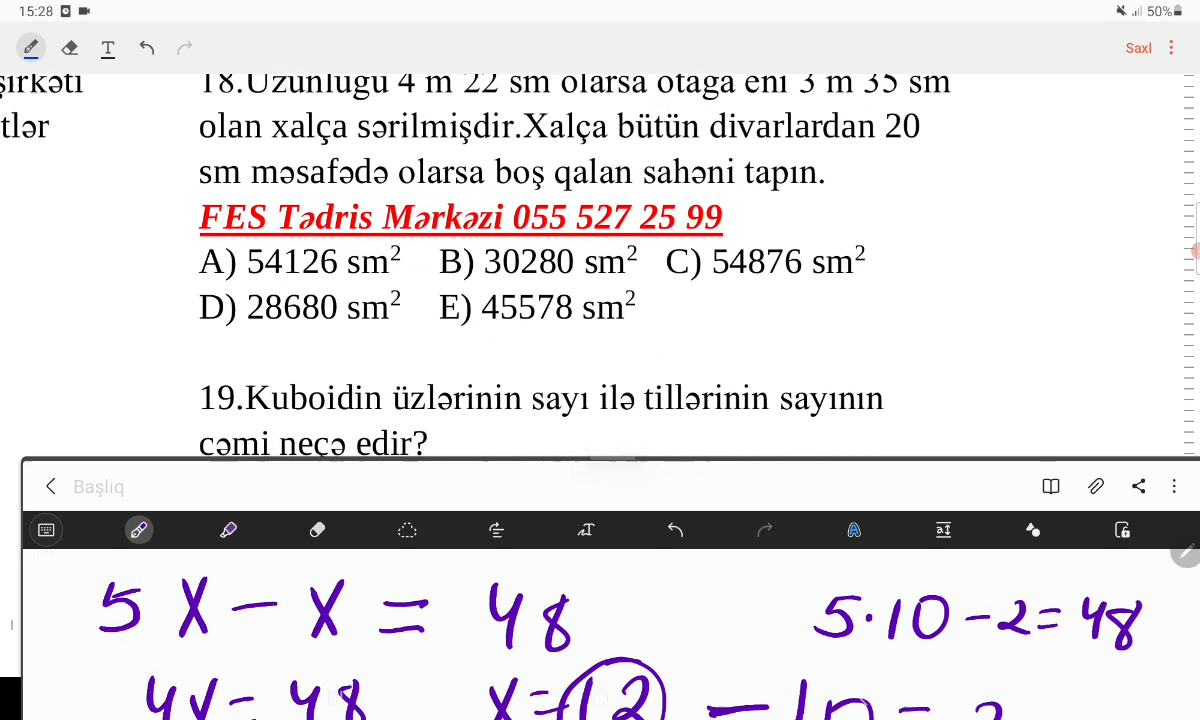 15:28 50%
Saxl
şirkəti
tlər
18.Uzunluğu 4 m 22 sm olarsa otağa eni 3 m 35 sm
olan xalça sərilmişdir.Xalça bütün divarlardan 20
sm məsafədə olarsa boş qalan sahəni tapın.
FES Tədris Mərkəzi 055 527 25 99
A) 54126 sm² B) 30280 sm² C) 54876 sm²
D) 28680 sm² E) 45578 sm²
19.Kuboidin üzlərinin sayı ilə tillərinin sayının
cəmi neçə edir?
Başlıq
5x - x = 48 5·10-2=48
4x = 48 x=12 - 10 = 2